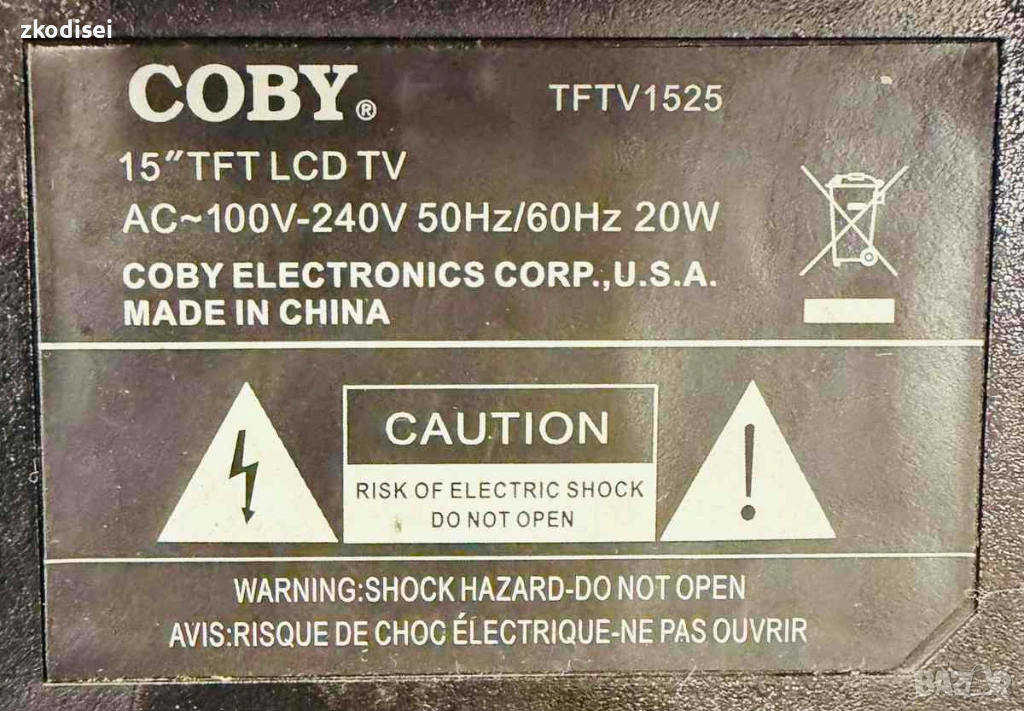 zkodisei
COBY®
TFTV1525
15"TFT LCD TV
AC~100V-240V 50Hz/60Hz 20W
COBY ELECTRONICS CORP.,U.S.A.
MADE IN CHINA
CAUTION
RISK OF ELECTRIC SHOCK
DO NOT OPEN
WARNING:SHOCK HAZARD-DO NOT OPEN
AVIS:RISQUE DE CHOC ÉLECTRIQUE-NE PAS OUVRIR